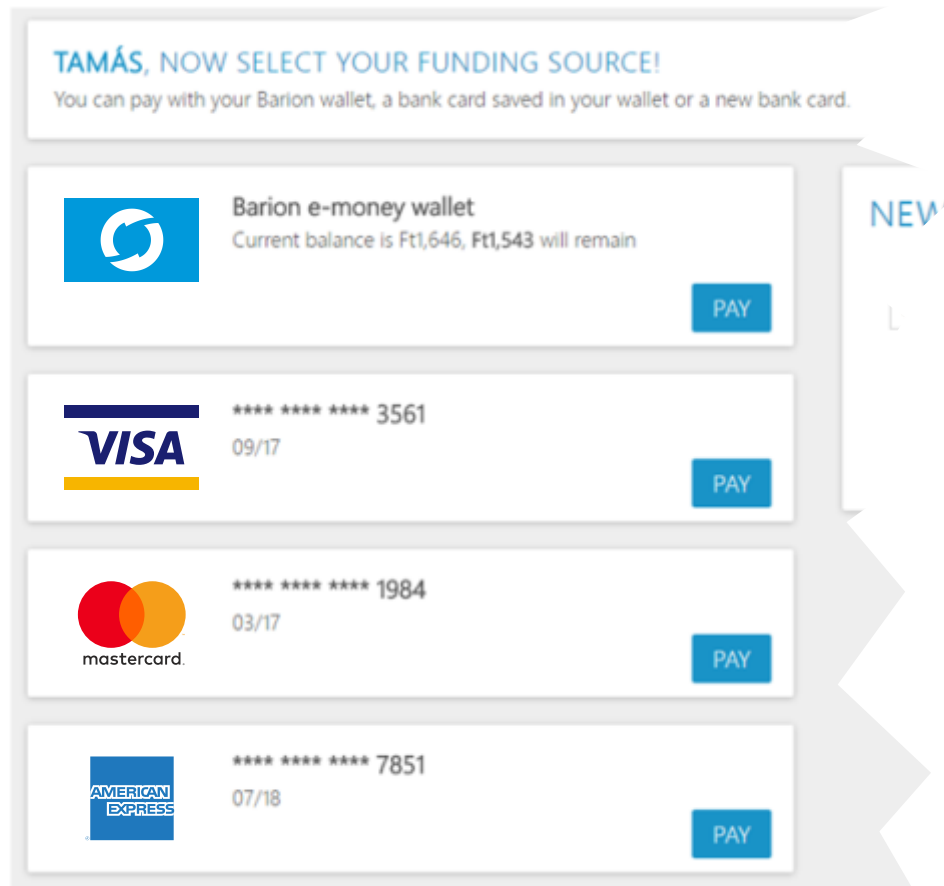 TAMÁS, NOW SELECT YOUR FUNDING SOURCE!
You can pay with your Barion wallet, a bank card saved in your wallet or a new bank card.
Barion e-money wallet
Current balance is Ft1,646, Ft1,543 will remain
PAY
NEW
VISA
**** **** **** 3561
09/17
PAY
mastercard.
**** **** **** 1984
03/17
PAY
AMERICAN
EXPRESS
**** **** **** 7851
07/18
PAY